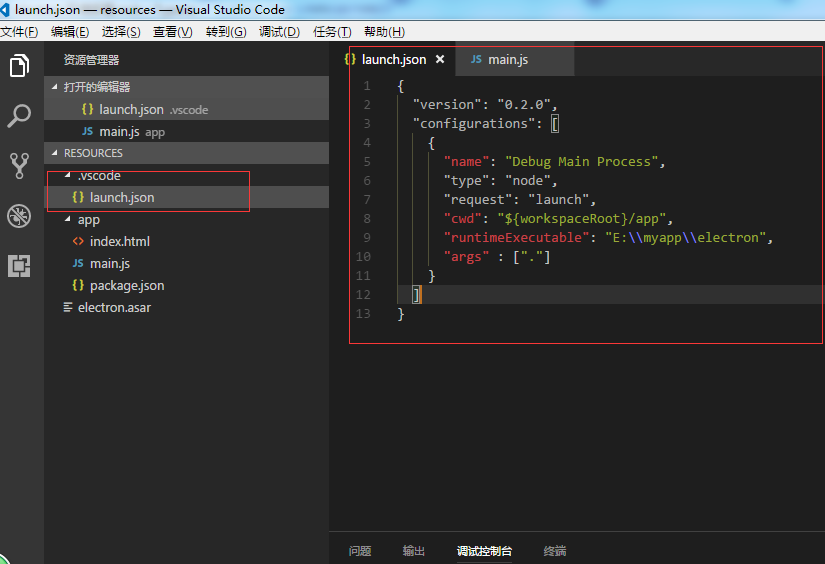 launch.json — resources — Visual Studio Code
文件(F) 编辑(E) 选择(S) 查看(V) 转到(G) 调试(D) 任务(T) 帮助(H)
资源管理器
打开的编辑器
{} launch.json .vscode
JS main.js app
RESOURCES
.vscode
{} launch.json
app
<> index.html
JS main.js
{} package.json
electron.asar
{} launch.json ×
JS main.js
1 {
2 "version": "0.2.0",
3 "configurations": [
4 {
5 "name": "Debug Main Process",
6 "type": "node",
7 "request": "launch",
8 "cwd": "${workspaceRoot}/app",
9 "runtimeExecutable": "E:\\myapp\\electron",
10 "args" : ["."]
11 }
12 ]
13 }
问题 输出 调试控制台 终端